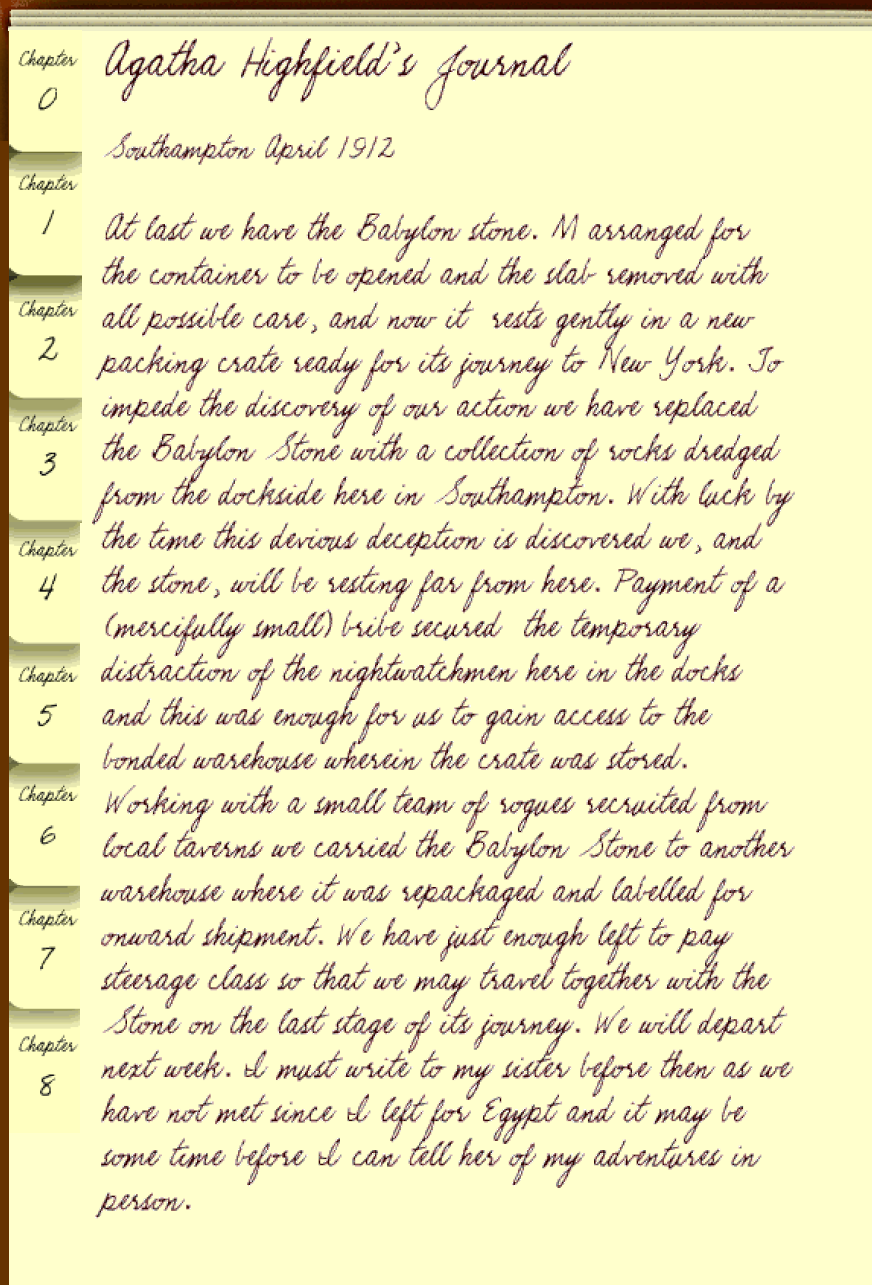 Chapter
0
Chapter
1
Chapter
2
Chapter
3
Chapter
4
Chapter
5
Chapter
6
Chapter
7
Chapter
8
Agatha Highfield's Journal
Southampton April 1912
At last we have the Babylon stone. M arranged for
the container to be opened and the slab removed with
all possible care, and now it rests gently in a new
packing crate ready for its journey to New York. To
impede the discovery of our action we have replaced
the Babylon Stone with a collection of rocks dredged
from the dockside here in Southampton. With luck by
the time this devious deception is discovered we, and
the stone, will be resting far from here. Payment of a
(mercifully small) bribe secured the temporary
distraction of the nightwatchmen here in the docks
and this was enough for us to gain access to the
bonded warehouse wherein the crate was stored.
Working with a small team of rogues recruited from
local taverns we carried the Babylon Stone to another
warehouse where it was repackaged and labelled for
onward shipment. We have just enough left to pay
steerage class so that we may travel together with the
Stone on the last stage of its journey. We will depart
next week. I must write to my sister before then as we
have not met since I left for Egypt and it may be
some time before I can tell her of my adventures in
person.